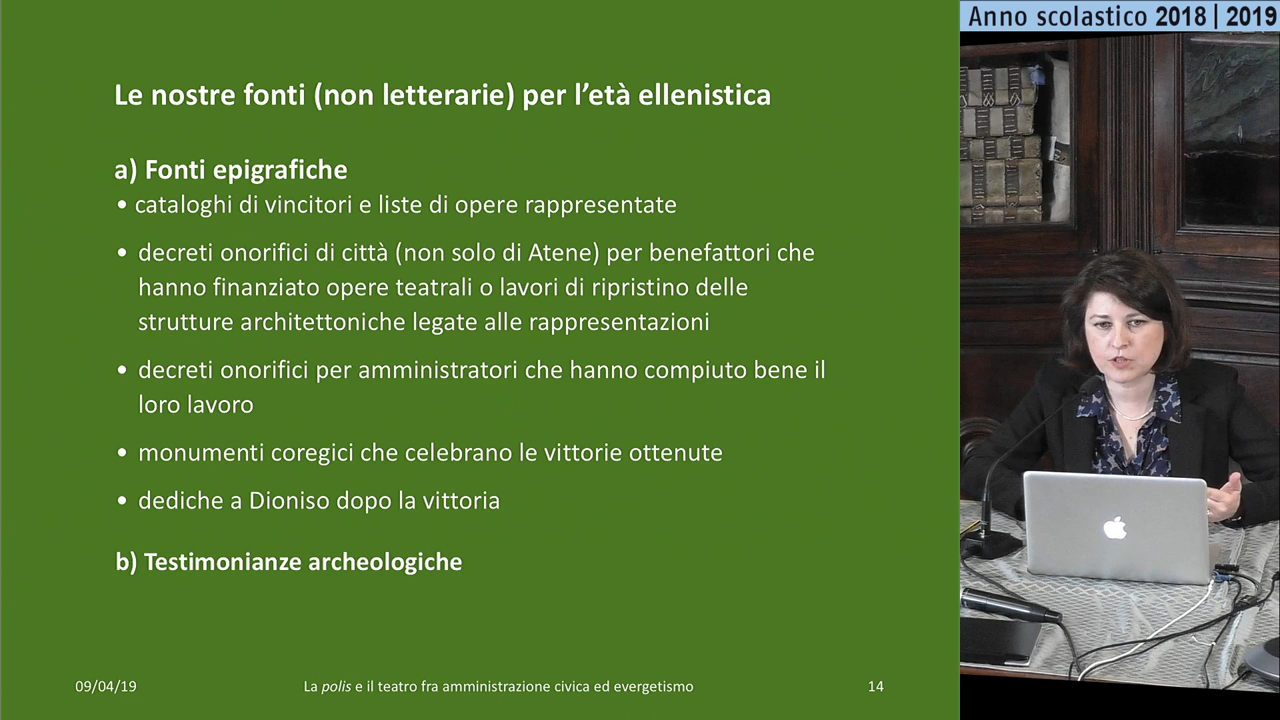 Anno scolastico 2018 | 2019
Le nostre fonti (non letterarie) per l'età ellenistica
a) Fonti epigrafiche
• cataloghi di vincitori e liste di opere rappresentate
• decreti onorifici di città (non solo di Atene) per benefattori che
hanno finanziato opere teatrali o lavori di ripristino delle
strutture architettoniche legate alle rappresentazioni
• decreti onorifici per amministratori che hanno compiuto bene il
loro lavoro
• monumenti coregici che celebrano le vittorie ottenute
• dediche a Dioniso dopo la vittoria
b) Testimonianze archeologiche
09/04/19
La polis e il teatro fra amministrazione civica ed evergetismo
14